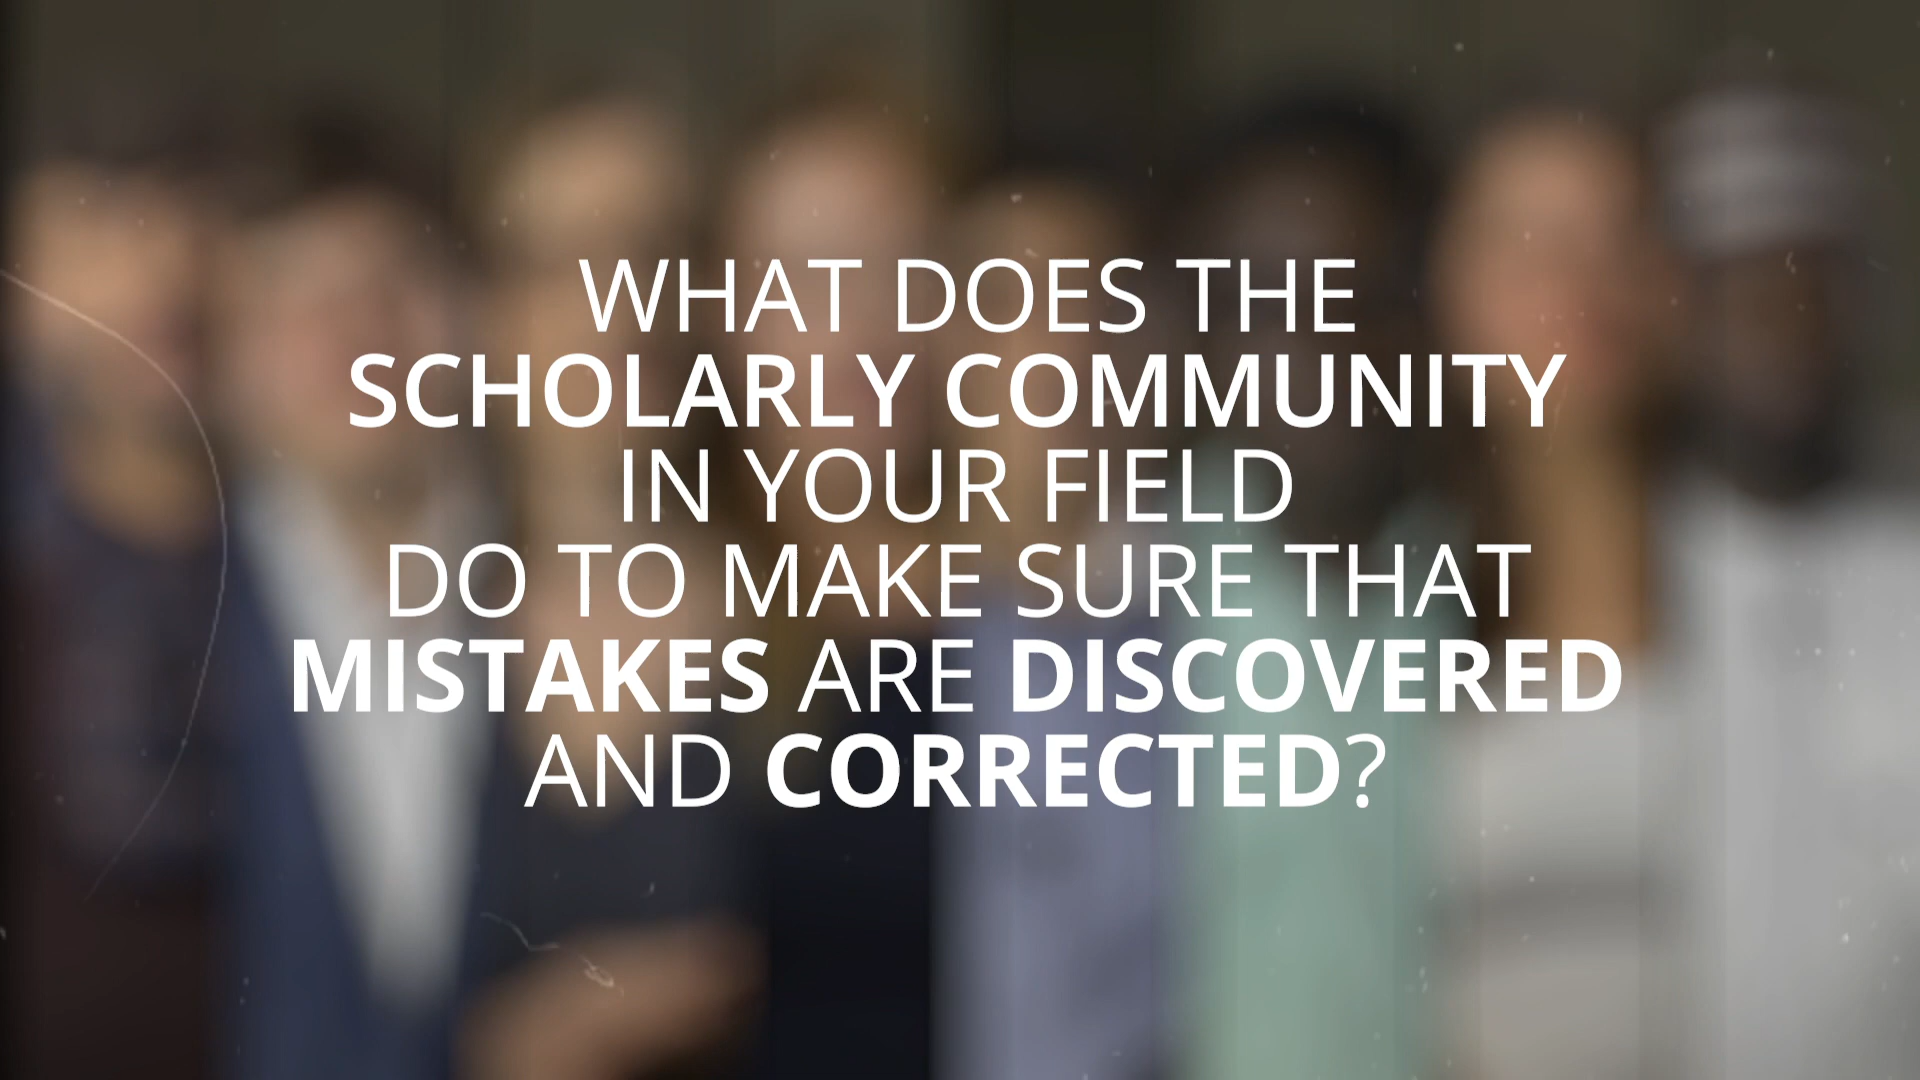 WHAT DOES THE
SCHOLARLY COMMUNITY
IN YOUR FIELD
DO TO MAKE SURE THAT
MISTAKES ARE DISCOVERED
AND CORRECTED?